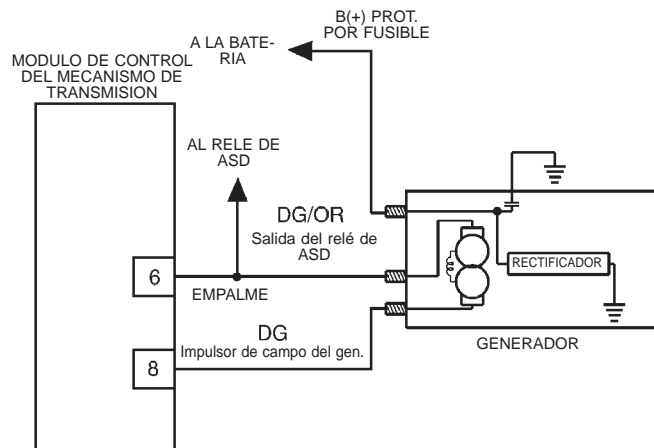 B(+) PROT.
POR FUSIBLE
A LA BATE-
RIA
MODULO DE CONTROL
DEL MECANISMO DE
TRANSMISION
AL RELE DE
ASD
DG/OR
Salida del relé de
ASD
RECTIFICADOR
6
EMPALME
DG
Impulsor de campo del gen.
GENERADOR
8